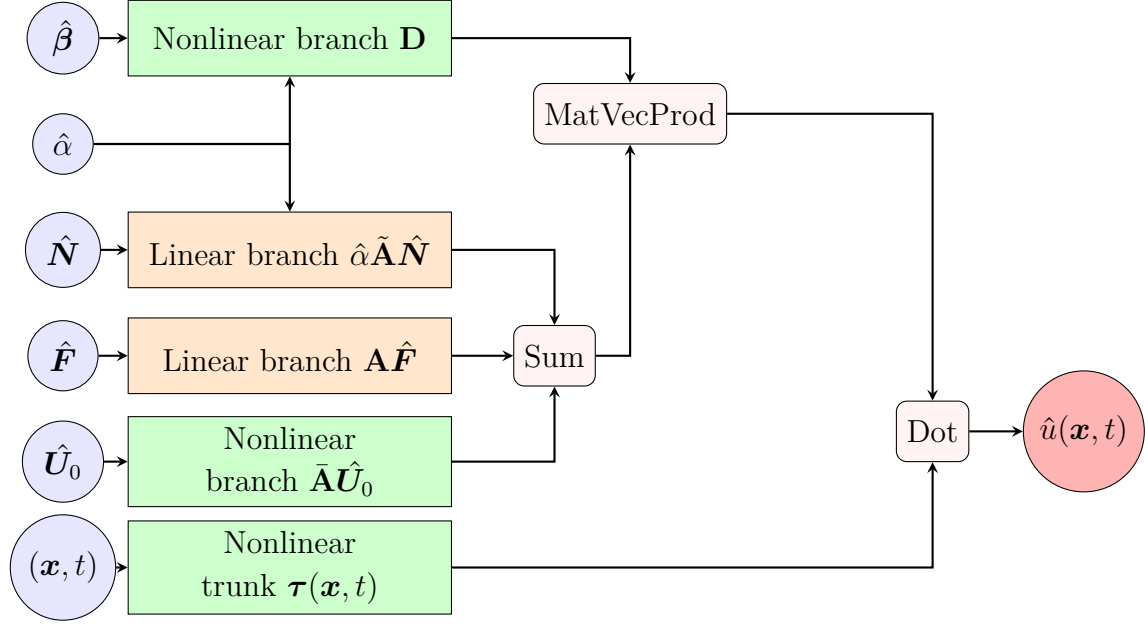 β̂
Nonlinear branch D
MatVecProd
α̂
N̂
Linear branch α̂ÃN̂
F̂
Linear branch AF̂
Sum
Û₀
Nonlinear
branch ĀÛ₀
Dot
û(x, t)
(x, t)
Nonlinear
trunk τ(x, t)